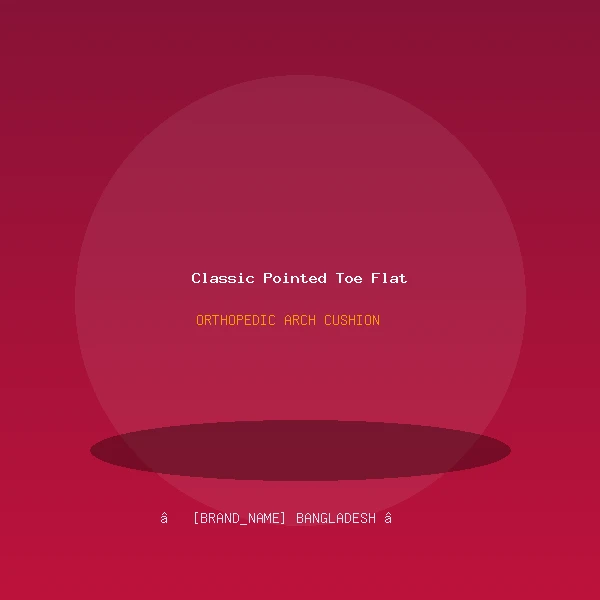 Classic Pointed Toe Flat
ORTHOPEDIC ARCH CUSHION
â [BRAND_NAME] BANGLADESH â